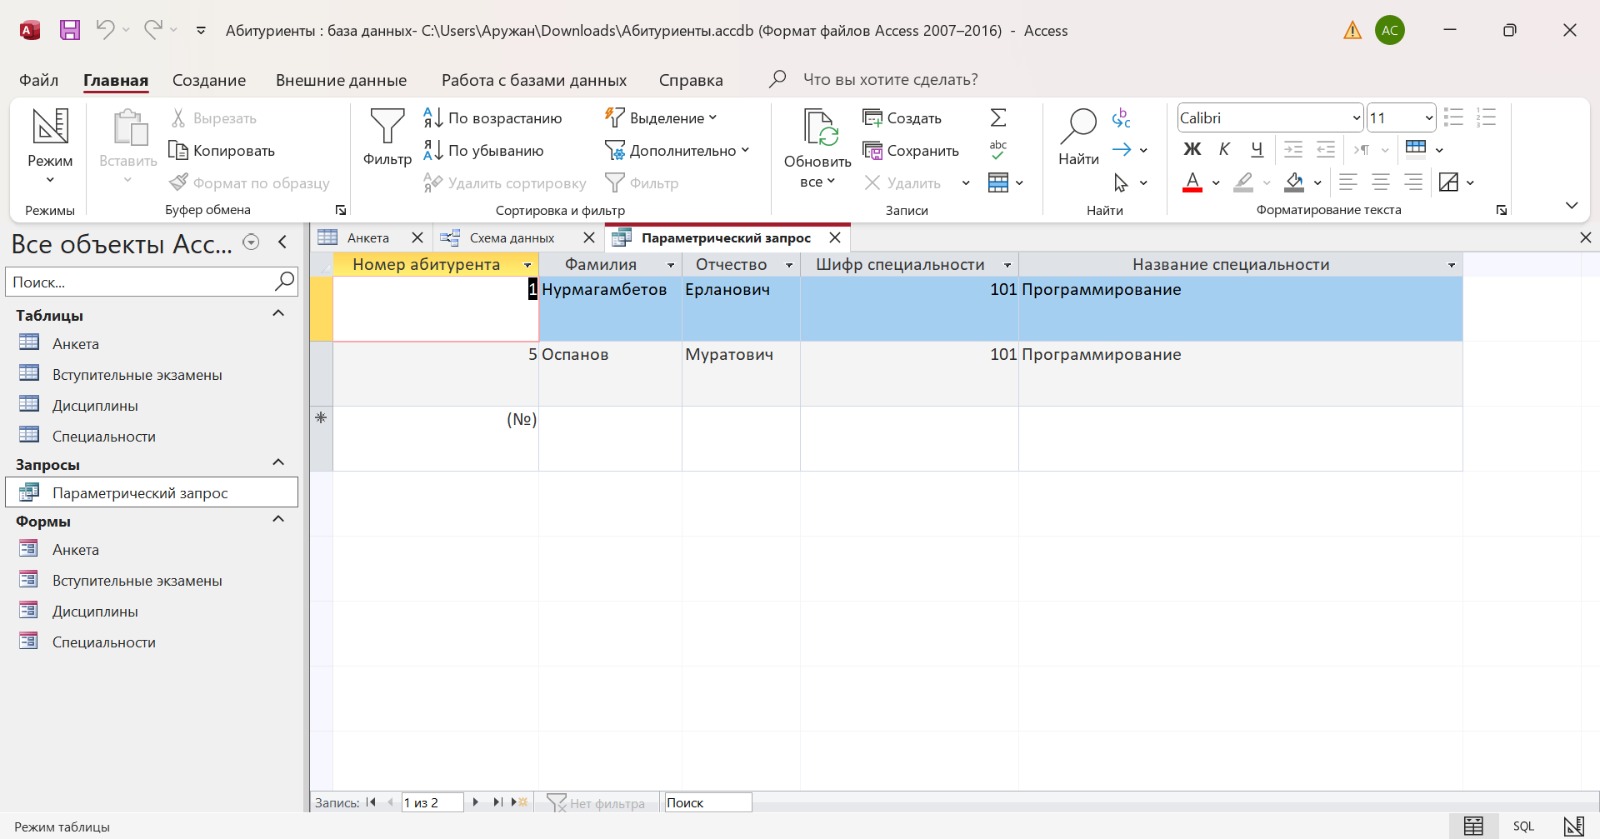 Абитуриенты : база данных- C:\Users\Аружан\Downloads\Абитуриенты.accdb (Формат файлов Access 2007–2016) - Access
AC
Файл Главная Создание Внешние данные Работа с базами данных Справка Что вы хотите сделать?
Режим
Режимы
Вставить
Вырезать
Копировать
Формат по образцу
Буфер обмена
Фильтр
По возрастанию
По убыванию
Удалить сортировку
Выделение
Дополнительно
Фильтр
Сортировка и фильтр
Обновить
все
Создать
Сохранить
Удалить
Записи
Найти
Найти
Calibri 11
Ж К Ч
Форматирование текста
Все объекты Acc...
Поиск...
Таблицы
Анкета
Вступительные экзамены
Дисциплины
Специальности
Запросы
Параметрический запрос
Формы
Анкета
Вступительные экзамены
Дисциплины
Специальности
Анкета Схема данных Параметрический запрос
Номер абитурента Фамилия Отчество Шифр специальности Название специальности
1 Нурмагамбетов Ерланович 101 Программирование
5 Оспанов Муратович 101 Программирование
(№)
Запись: 1 из 2 Нет фильтра Поиск
Режим таблицы SQL